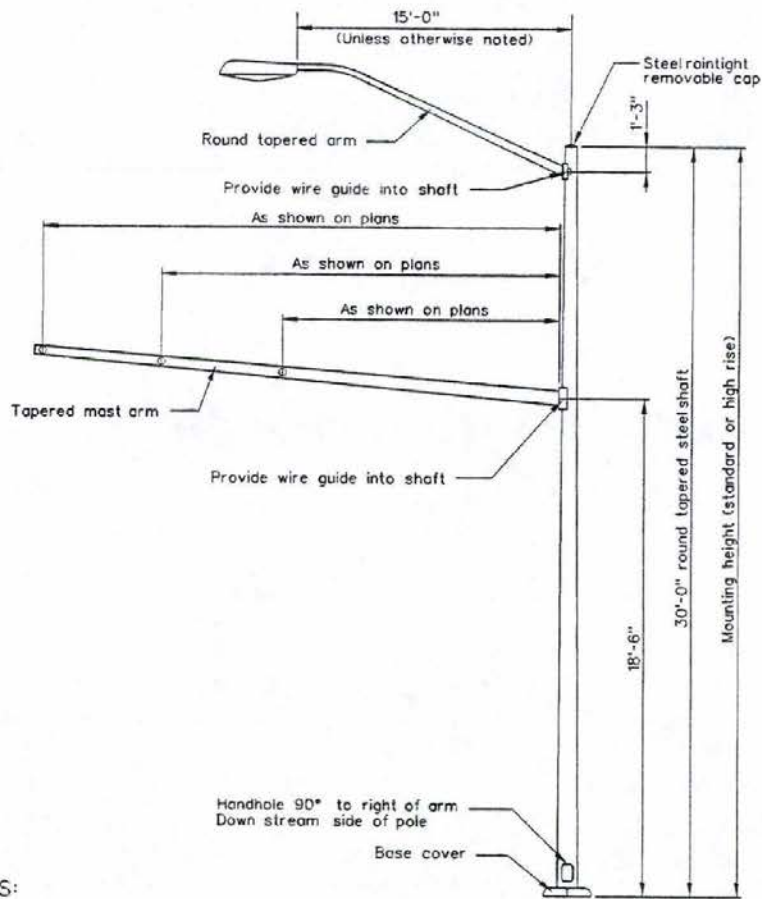 15'-0"
(Unless otherwise noted)
Steel raintight
removable cap
1'-3"
Round tapered arm
Provide wire guide into shaft
As shown on plans
As shown on plans
As shown on plans
Tapered mast arm
Provide wire guide into shaft
18'-6"
30'-0" round tapered steel shaft
Mounting height (standard or high rise)
Handhole 90° to right of arm
Down stream side of pole
Base cover
S: